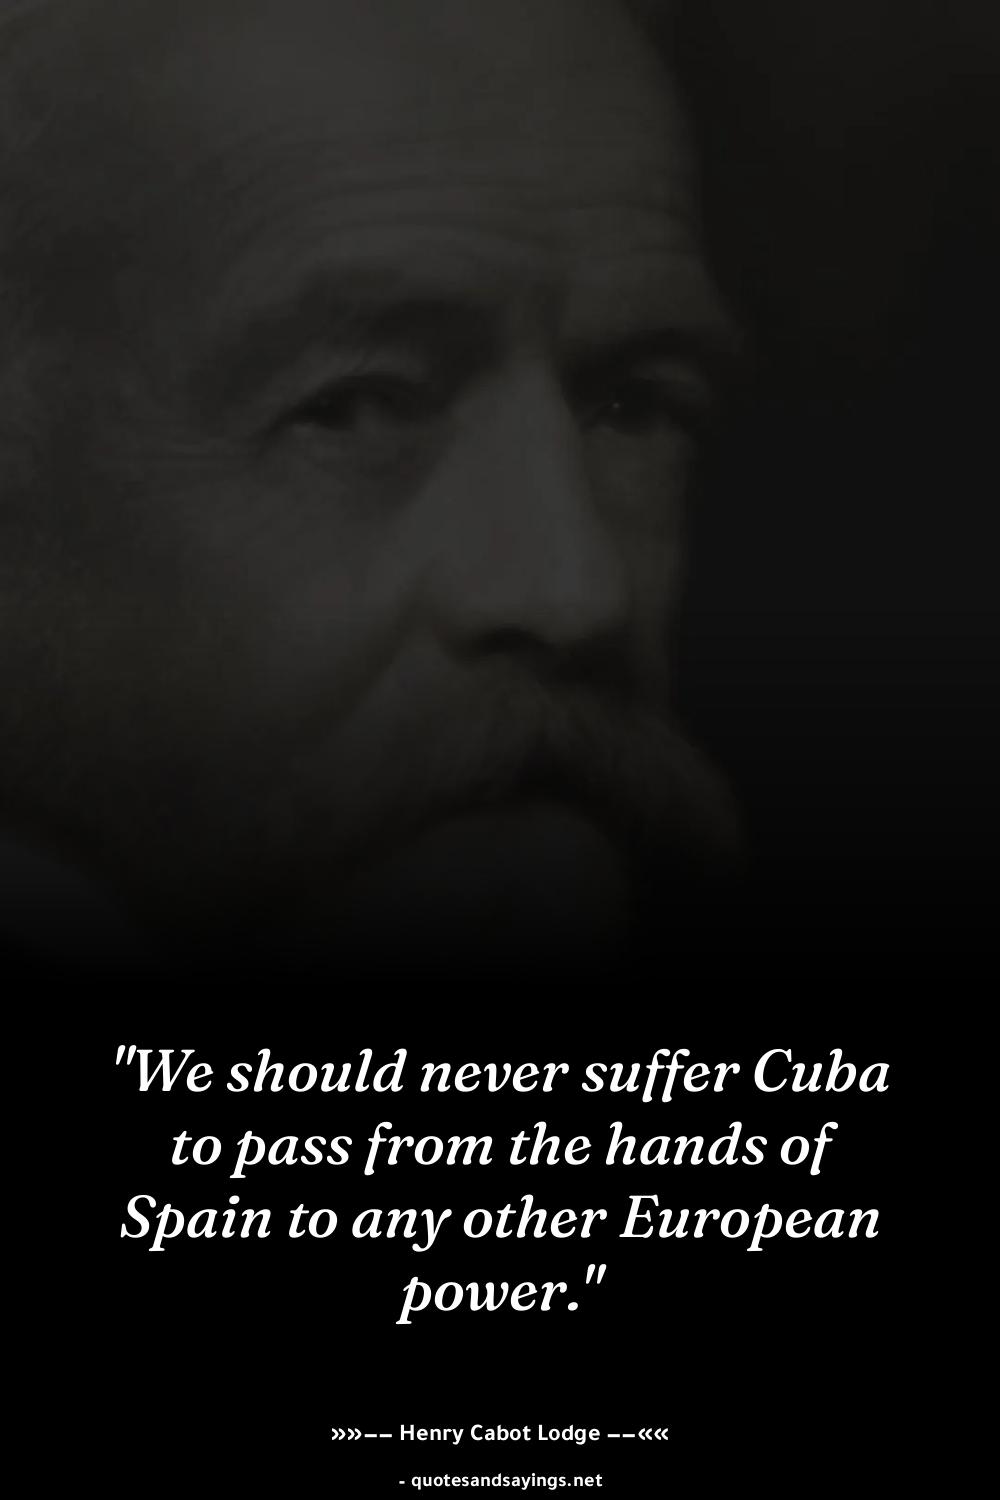 "We should never suffer Cuba
to pass from the hands of
Spain to any other European
power."
»»−− Henry Cabot Lodge −−««
- quotesandsayings.net